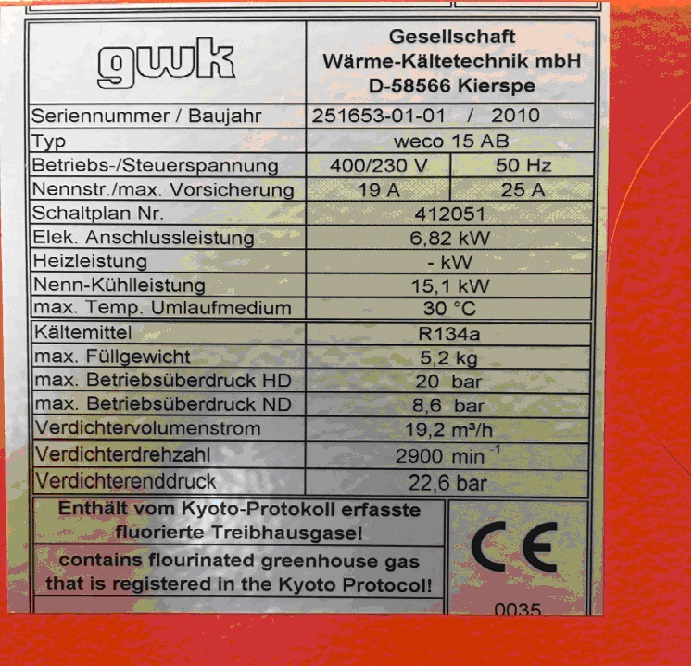 gwk
Gesellschaft
Wärme-Kältetechnik mbH
D-58566 Kierspe
Seriennummer / Baujahr 251653-01-01 / 2010
Typ weco 15 AB
Betriebs-/Steuerspannung 400/230 V 50 Hz
Nennstr./max. Vorsicherung 19 A 25 A
Schaltplan Nr. 412051
Elek. Anschlussleistung 6,82 kW
Heizleistung - kW
Nenn-Kühlleistung 15,1 kW
max. Temp. Umlaufmedium 30 °C
Kältemittel R134a
max. Füllgewicht 5,2 kg
max. Betriebsüberdruck HD 20 bar
max. Betriebsüberdruck ND 8,6 bar
Verdichtervolumenstrom 19,2 m³/h
Verdichterdrehzahl 2900 min⁻¹
Verdichterenddruck 22,6 bar
Enthält vom Kyoto-Protokoll erfasste
fluorierte Treibhausgase!
contains flourinated greenhouse gas
that is registered in the Kyoto Protocol!
CE
0035